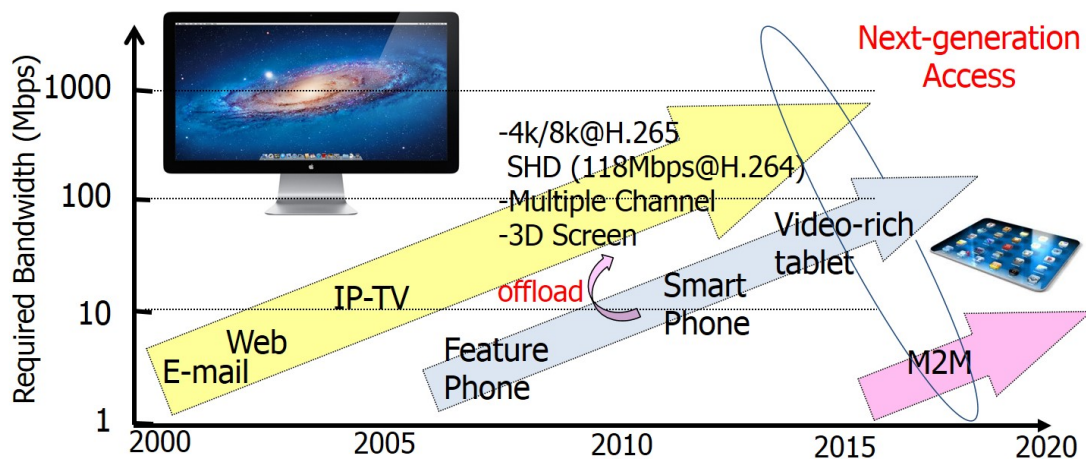 Required Bandwidth (Mbps)
1000
100
10
1
2000
2005
2010
2015
2020
Next-generation
Access
-4k/8k@H.265
SHD (118Mbps@H.264)
-Multiple Channel
-3D Screen
IP-TV
Web
E-mail
offload
Video-rich
tablet
Smart
Phone
Feature
Phone
M2M